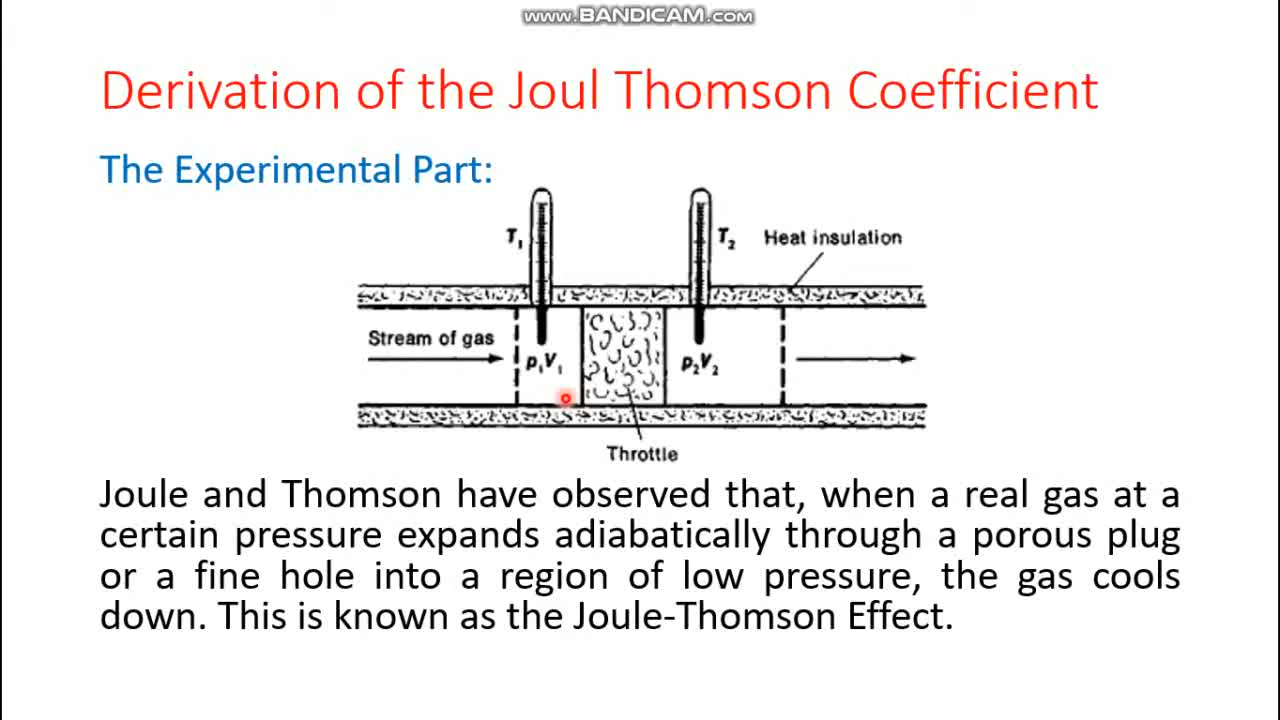 www.BANDICAM.com
Derivation of the Joul Thomson Coefficient
The Experimental Part:
T₁
T₂
Heat insulation
Stream of gas
p₁V₁
p₂V₂
Throttle
Joule and Thomson have observed that, when a real gas at a
certain pressure expands adiabatically through a porous plug
or a fine hole into a region of low pressure, the gas cools
down. This is known as the Joule-Thomson Effect.